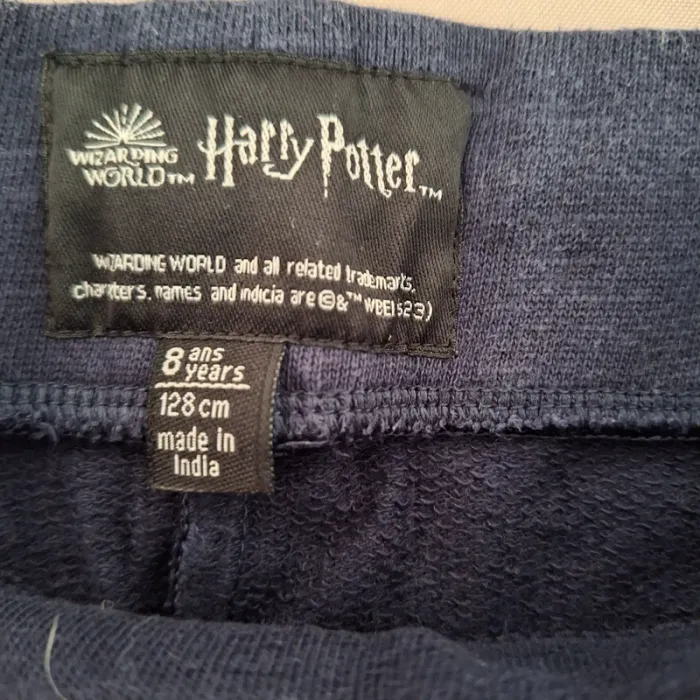 WIZARDING
WORLD™
Harry Potter™
WIZARDING WORLD and all related trademarks,
charcters, names and indicia are ©&™ WBEI s23)
8 ans
years
128 cm
made in
India